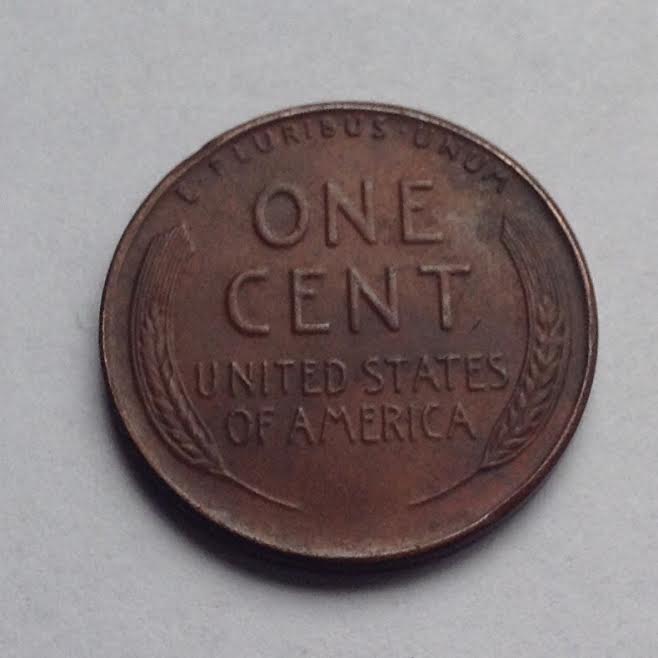 E·PLURIBUS·UNUM
ONE
CENT
UNITED STATES
OF AMERICA